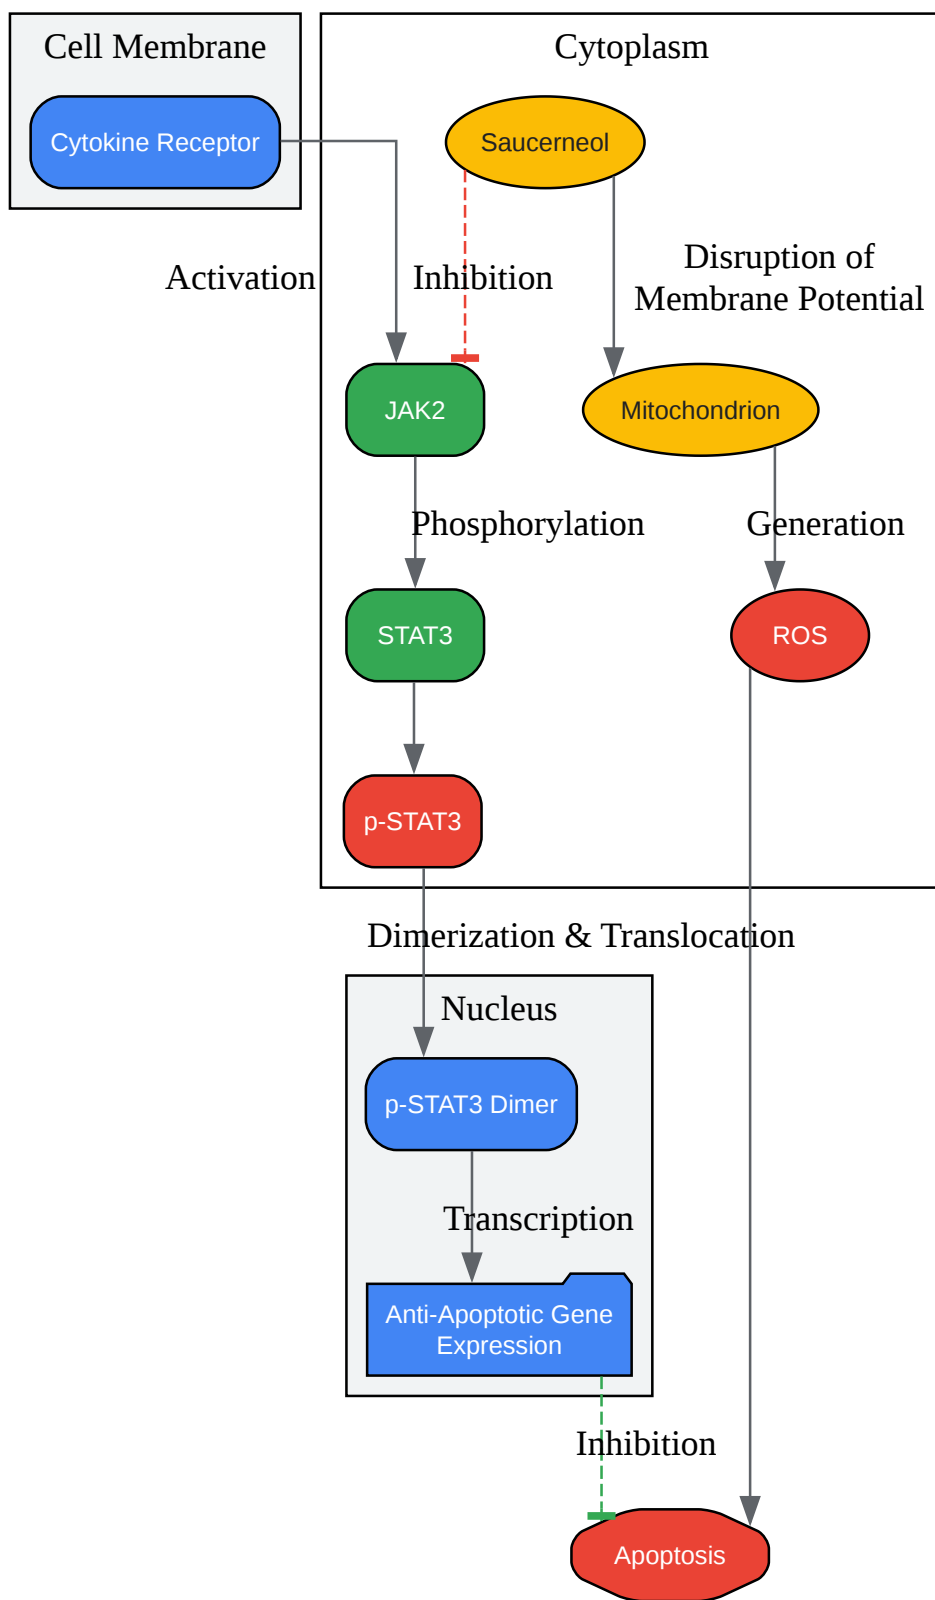 Cell Membrane
Cytoplasm
Cytokine Receptor
Saucerneol
Activation
Inhibition
Disruption of
Membrane Potential
JAK2
Mitochondrion
Phosphorylation
Generation
STAT3
ROS
p-STAT3
Dimerization & Translocation
Nucleus
p-STAT3 Dimer
Transcription
Anti-Apoptotic Gene
Expression
Inhibition
Apoptosis